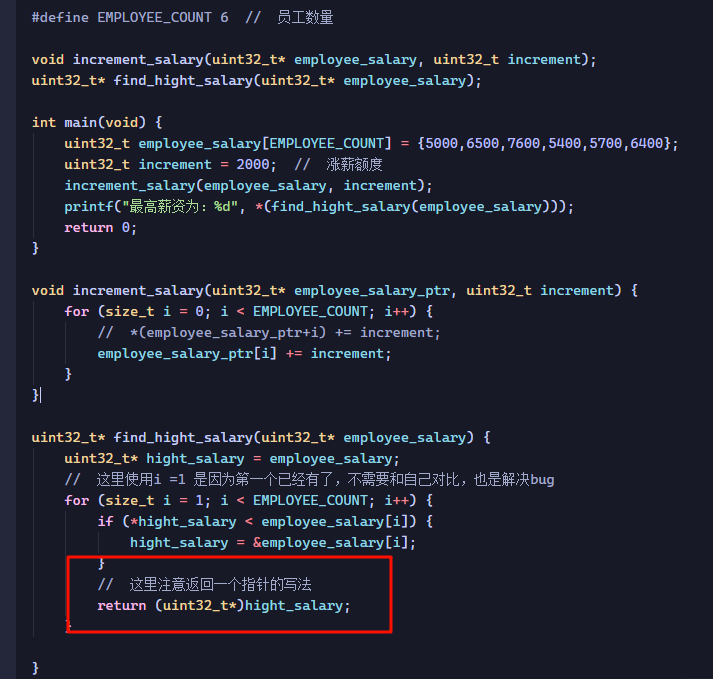 #define EMPLOYEE_COUNT 6  //  员工数量
void increment_salary(uint32_t* employee_salary, uint32_t increment);
uint32_t* find_hight_salary(uint32_t* employee_salary);
int main(void) {
uint32_t employee_salary[EMPLOYEE_COUNT] = {5000,6500,7600,5400,5700,6400};
uint32_t increment = 2000;  //  涨薪额度
increment_salary(employee_salary, increment);
printf("最高薪资为：%d", *(find_hight_salary(employee_salary)));
return 0;
}
void increment_salary(uint32_t* employee_salary_ptr, uint32_t increment) {
for (size_t i = 0; i < EMPLOYEE_COUNT; i++) {
//  *(employee_salary_ptr+i) += increment;
employee_salary_ptr[i] += increment;
}
}
uint32_t* find_hight_salary(uint32_t* employee_salary) {
uint32_t* hight_salary = employee_salary;
//  这里使用i =1 是因为第一个已经有了，不需要和自己对比，也是解决bug
for (size_t i = 1; i < EMPLOYEE_COUNT; i++) {
if (*hight_salary < employee_salary[i]) {
hight_salary = &employee_salary[i];
}
//  这里注意返回一个指针的写法
return (uint32_t*)hight_salary;
}
}